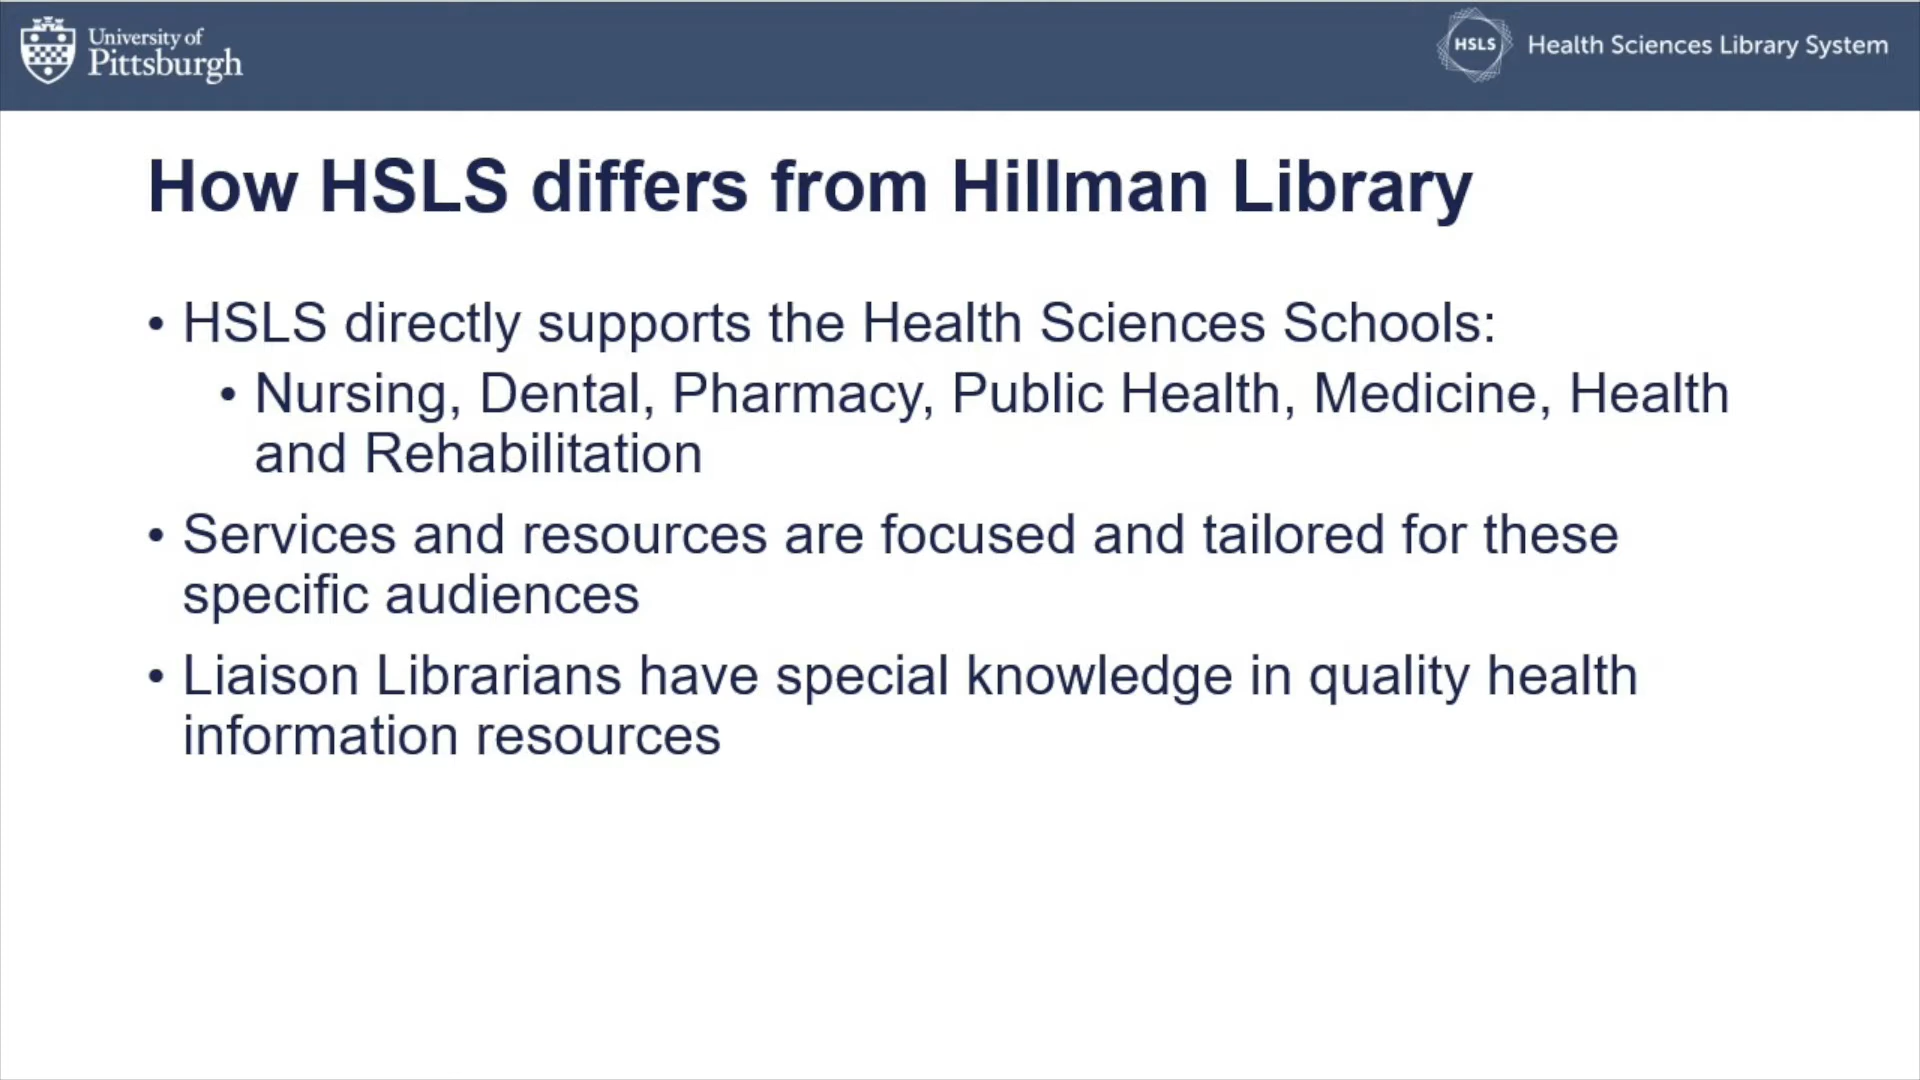 University of
Pittsburgh
HSLS
Health Sciences Library System
How HSLS differs from Hillman Library
• HSLS directly supports the Health Sciences Schools:
• Nursing, Dental, Pharmacy, Public Health, Medicine, Health
and Rehabilitation
• Services and resources are focused and tailored for these
specific audiences
• Liaison Librarians have special knowledge in quality health
information resources